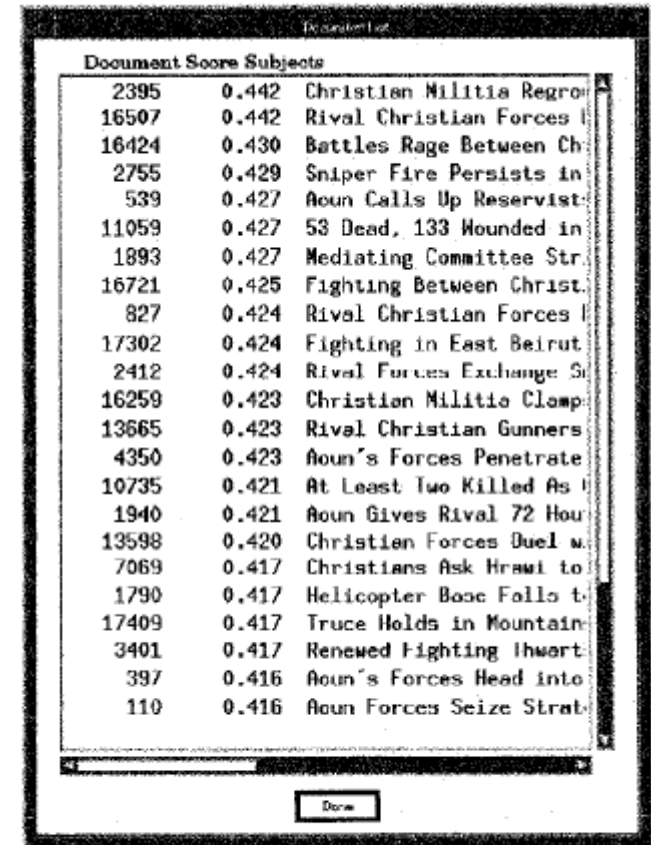 Document List
Document Score Subjects
2395 0.442 Christian Militia Regro
16507 0.442 Rival Christian Forces
16424 0.430 Battles Rage Between Ch
2755 0.429 Sniper Fire Persists in
539 0.427 Aoun Calls Up Reservist
11059 0.427 53 Dead, 133 Wounded in
1893 0.427 Mediating Committee Str
16721 0.425 Fighting Between Christ
827 0.424 Rival Christian Forces
17302 0.424 Fighting in East Beirut
2412 0.424 Rival Forces Exchange
16259 0.423 Christian Militia Clamp
13665 0.423 Rival Christian Gunners
4350 0.423 Aoun's Forces Penetrate
10735 0.421 At Least Two Killed As
1940 0.421 Aoun Gives Rival 72 Hou
13598 0.420 Christian Forces Duel w
7069 0.417 Christians Ask Hrawi to
1790 0.417 Helicopter Base Falls t
17409 0.417 Truce Holds in Mountain
3401 0.417 Renewed Fighting Thwart
397 0.416 Aoun's Forces Head into
110 0.416 Aoun Forces Seize Strat
Done